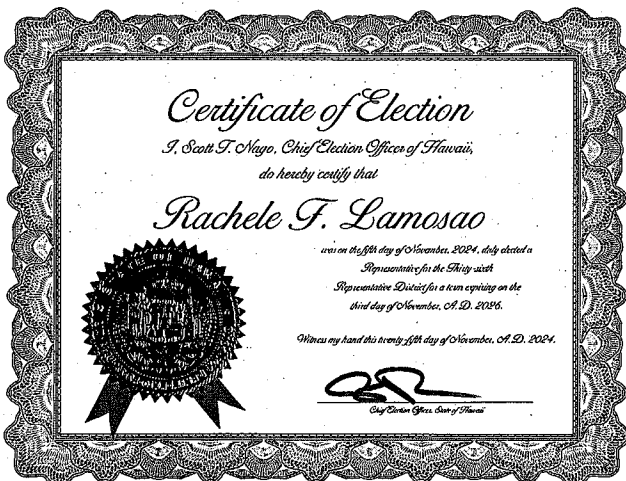 Certificate of Election
I, Scott T. Nago, Chief Election Officer of Hawaii,
do hereby certify that
Rachele F. Lamosao
was on the fifth day of November, 2024, duly elected a
Representative for the Thirty-sixth
Representative District for a term expiring on the
third day of November, A.D. 2026.
Witness my hand this twenty-fifth day of November, A.D. 2024.
Chief Election Officer, State of Hawaii